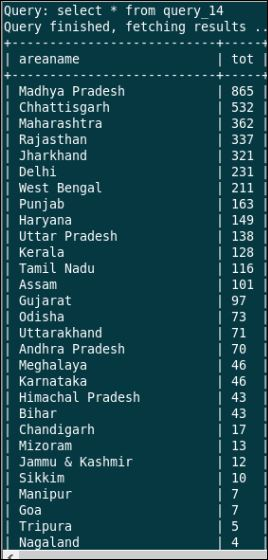 Query: select * from query_14
Query finished, fetching results ..
+---------------------------+-----
| areaname | tot
+---------------------------+-----
| Madhya Pradesh | 865
| Chhattisgarh | 532
| Maharashtra | 362
| Rajasthan | 337
| Jharkhand | 321
| Delhi | 231
| West Bengal | 211
| Punjab | 163
| Haryana | 149
| Uttar Pradesh | 138
| Kerala | 128
| Tamil Nadu | 116
| Assam | 101
| Gujarat | 97
| Odisha | 73
| Uttarakhand | 71
| Andhra Pradesh | 70
| Meghalaya | 46
| Karnataka | 46
| Himachal Pradesh | 43
| Bihar | 43
| Chandigarh | 17
| Mizoram | 13
| Jammu & Kashmir | 12
| Sikkim | 10
| Manipur | 7
| Goa | 7
| Tripura | 5
| Nagaland | 4